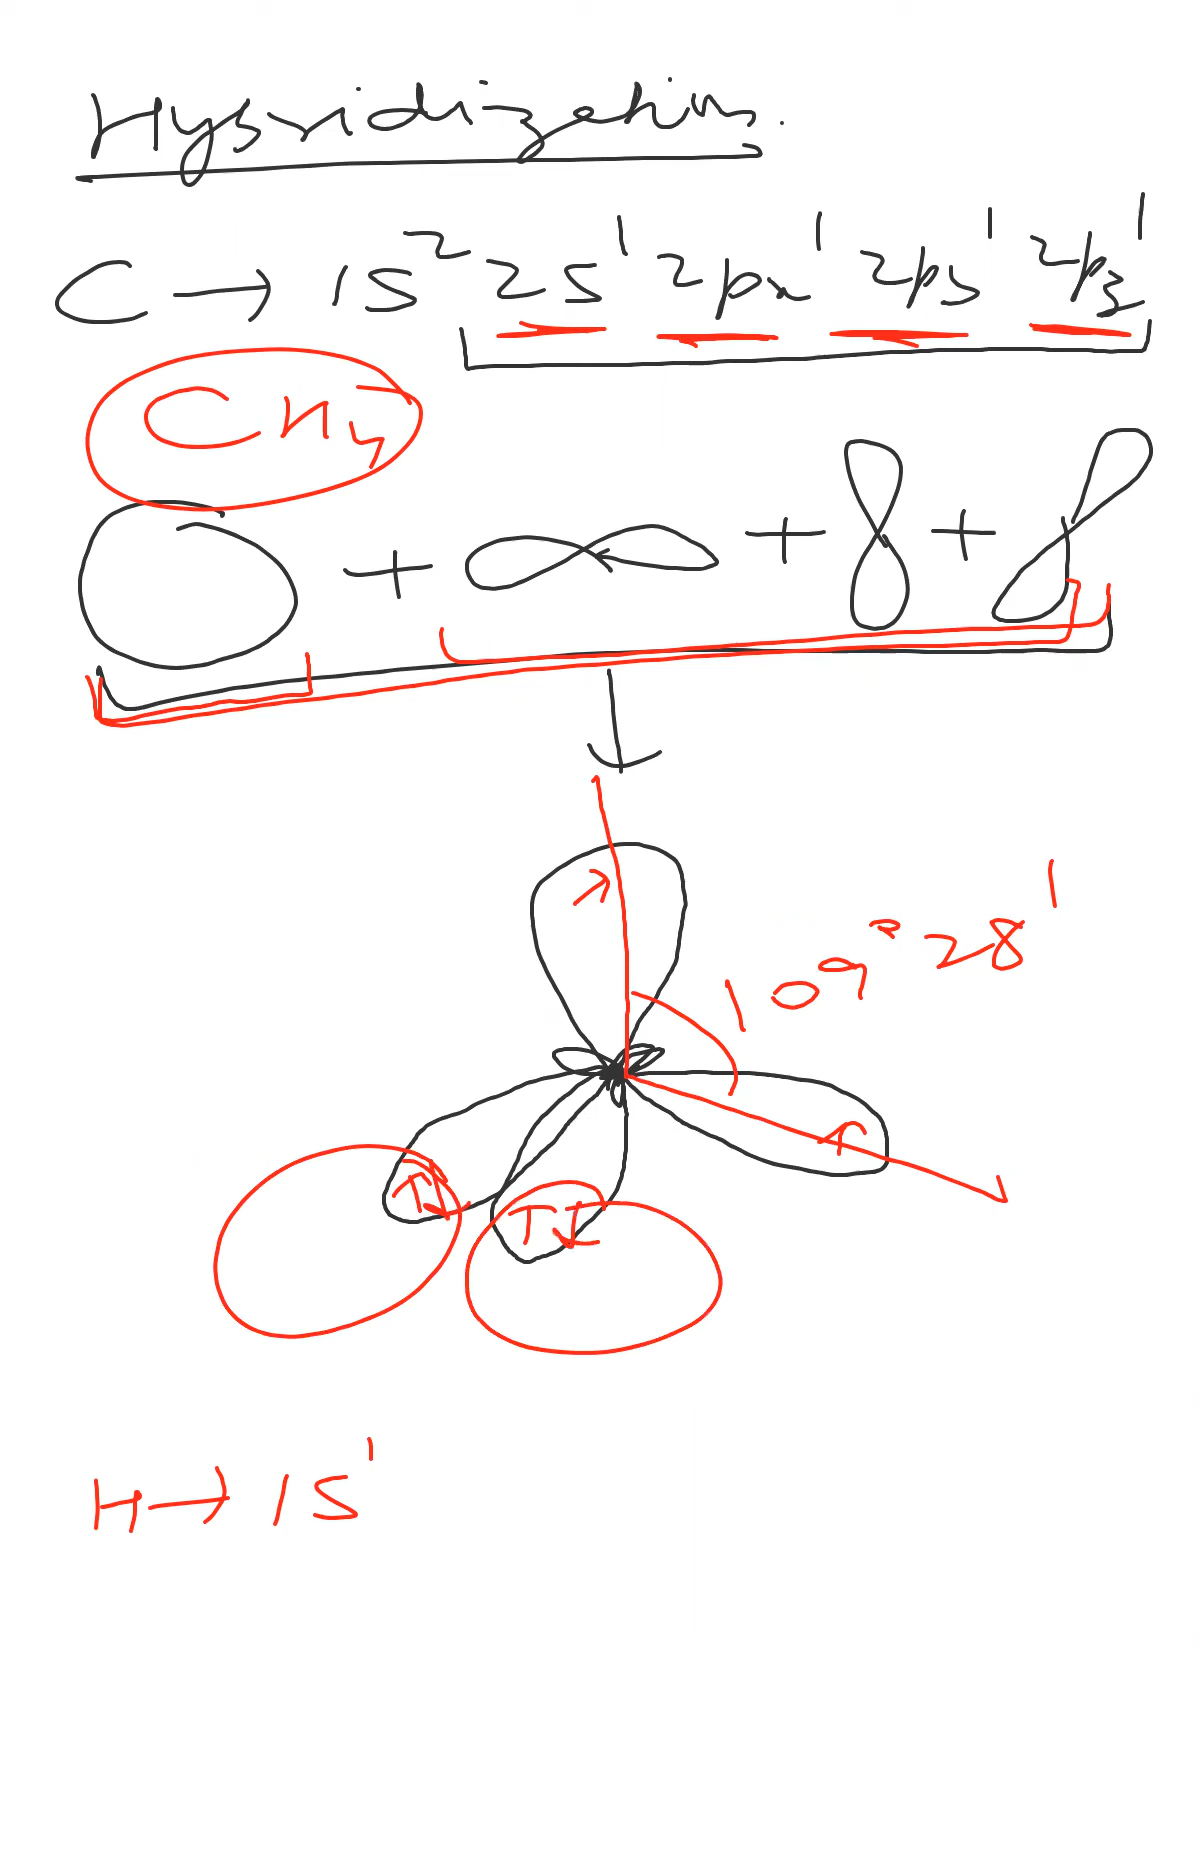 Hybridization.
C → 1S² 2S¹ 2px¹ 2py¹ 2pz¹
CH₄
+ + +
109° 28'
H → 1S¹